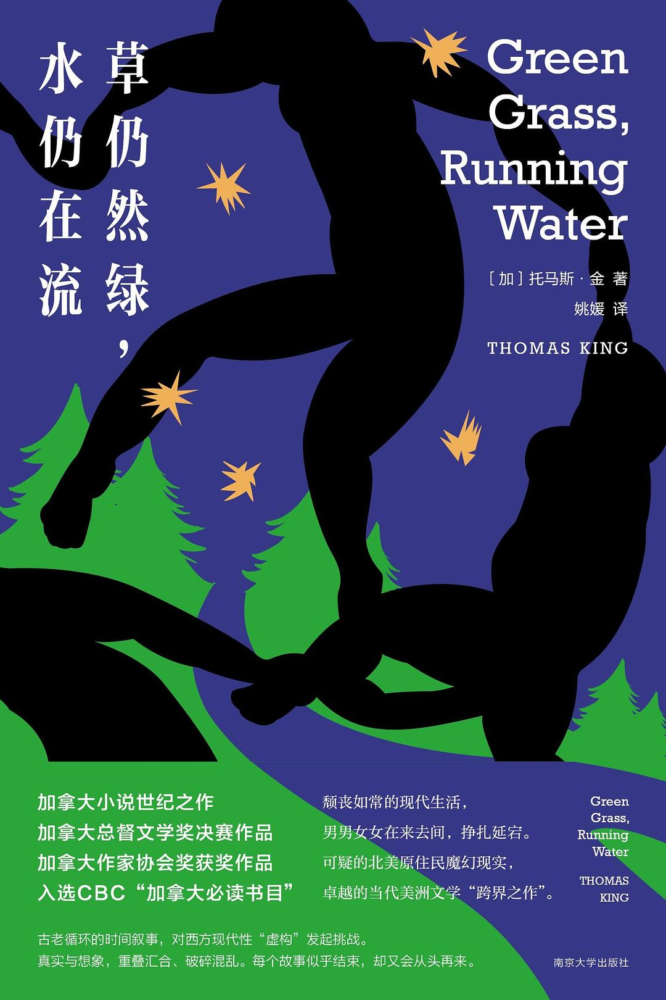 草仍然绿，
水仍在流
Green
Grass,
Running
Water
［加］托马斯·金 著
姚媛 译
THOMAS KING
加拿大小说世纪之作
加拿大总督文学奖决赛作品
加拿大作家协会奖获奖作品
入选CBC“加拿大必读书目”
颓丧如常的现代生活，
男男女女在来去间，挣扎延宕。
可疑的北美原住民魔幻现实，
卓越的当代美洲文学“跨界之作”。
Green
Grass,
Running
Water
THOMAS
KING
古老循环的时间叙事，对西方现代性“虚构”发起挑战。
真实与想象，重叠汇合、破碎混乱。每个故事似乎结束，却又会从头再来。
南京大学出版社